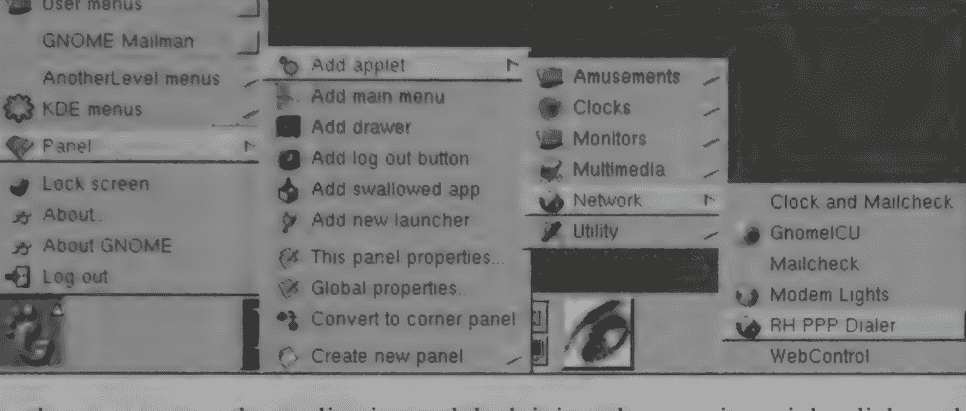 User menus
GNOME Mailman
AnotherLevel menus
KDE menus
Panel
Lock screen
About..
About GNOME
Log out
Add applet
Add main menu
Add drawer
Add log out button
Add swallowed app
Add new launcher
This panel properties...
Global properties..
Convert to corner panel
Create new panel
Amusements
Clocks
Monitors
Multimedia
Network
Utility
Clock and Mailcheck
GnomeICU
Mailcheck
Modem Lights
RH PPP Dialer
WebControl